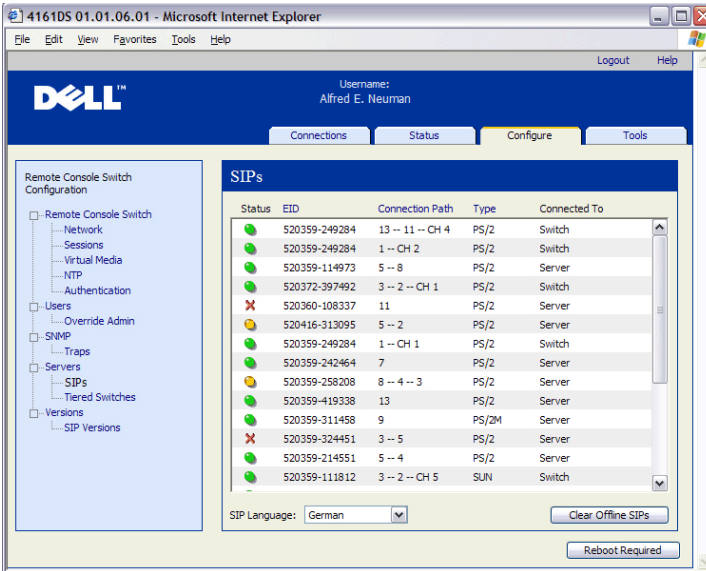 4161DS 01.01.06.01 - Microsoft Internet Explorer
File Edit View Favorites Tools Help
Logout Help
DELL™
Username:
Alfred E. Neuman
Connections Status Configure Tools
Remote Console Switch
Configuration
Remote Console Switch
Network
Sessions
Virtual Media
NTP
Authentication
Users
Override Admin
SNMP
Traps
Servers
SIPs
Tiered Switches
Versions
SIP Versions
SIPs
Status EID Connection Path Type Connected To
520359-249284 13 -- 11 -- CH 4 PS/2 Switch
520359-249284 1 -- CH 2 PS/2 Switch
520359-114973 5 -- 8 PS/2 Server
520372-397492 3 -- 2 -- CH 1 PS/2 Switch
520360-108337 11 PS/2 Server
520416-313095 5 -- 2 PS/2 Server
520359-249284 1 -- CH 1 PS/2 Switch
520359-242464 7 PS/2 Server
520359-258208 8 -- 4 -- 3 PS/2 Server
520359-419338 13 PS/2 Server
520359-311458 9 PS/2M Server
520359-324451 3 -- 5 PS/2 Server
520359-214551 5 -- 4 PS/2 Server
520359-111812 3 -- 2 -- CH 5 SUN Switch
SIP Language: German Clear Offline SIPs
Reboot Required